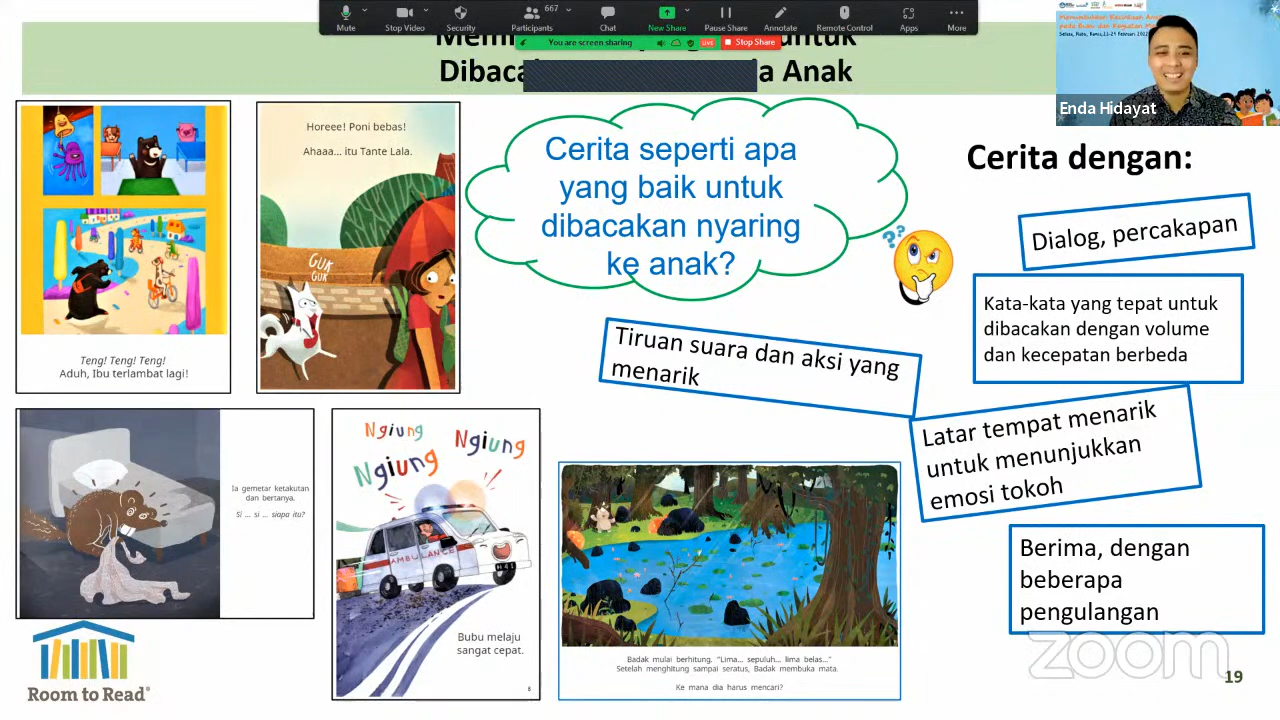 Mute
Stop Video
Security
Participants
667
Chat
New Share
Pause Share
Annotate
Remote Control
Apps
More
You are screen sharing
LIVE
Stop Share
untuk
Anak
Enda Hidayat
Horeee! Poni bebas!
Ahaaa... itu Tante Lala.
GUK
GUK
Teng! Teng! Teng!
Aduh, Ibu terlambat lagi!
Cerita seperti apa
yang baik untuk
dibacakan nyaring
ke anak?
??
Cerita dengan:
Dialog, percakapan
Kata-kata yang tepat untuk
dibacakan dengan volume
dan kecepatan berbeda
Tiruan suara dan aksi yang
menarik
Latar tempat menarik
untuk menunjukkan
emosi tokoh
Berima, dengan
beberapa
pengulangan
Ia gemetar ketakutan
dan bertanya.
Si ... si ... siapa itu?
Ngiung
Ngiung
Ngiung
AMBULANCE
Bubu melaju
sangat cepat.
8
Badak mulai berhitung. "Lima... sepuluh... lima belas..."
Setelah menghitung sampai seratus, Badak membuka mata.
Ke mana dia harus mencari?
Room to Read®
zoom
19